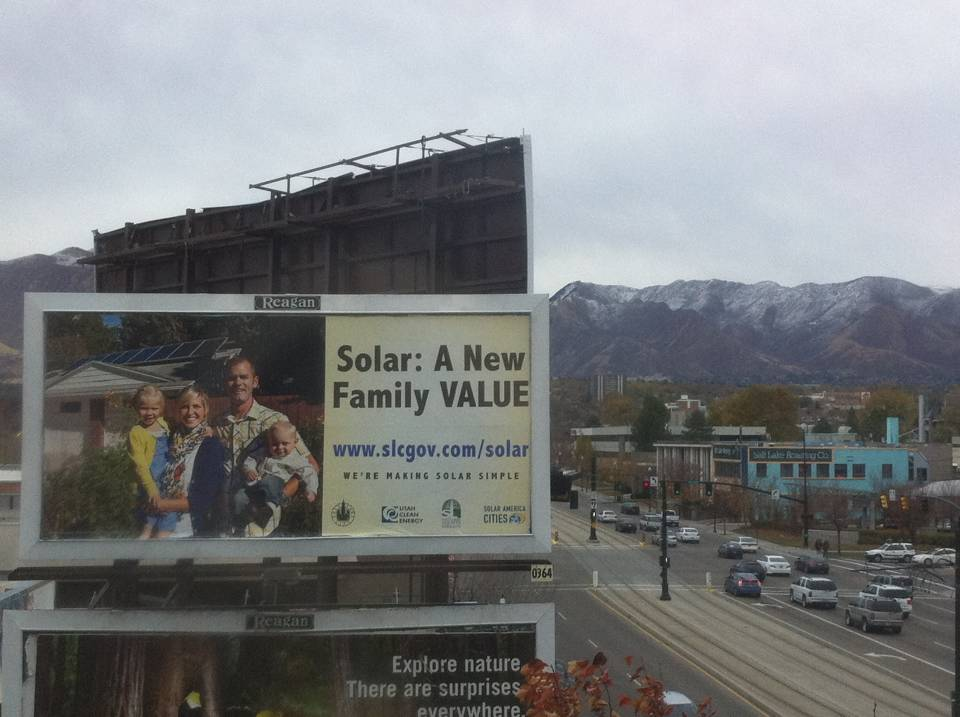 Reagan
Solar: A New
Family VALUE
www.slcgov.com/solar
WE'RE MAKING SOLAR SIMPLE
UTAH
CLEAN
ENERGY
SOLAR AMERICA
CITIES
0364
Reagan
Explore nature.
There are surprises
everywhere.
Salt Lake Roasting Co.